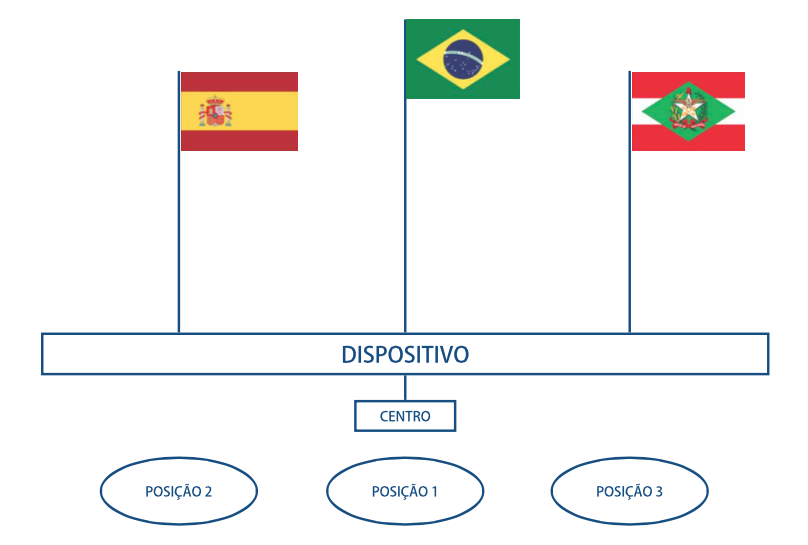 DISPOSITIVO
CENTRO
POSIÇÃO 2
POSIÇÃO 1
POSIÇÃO 3